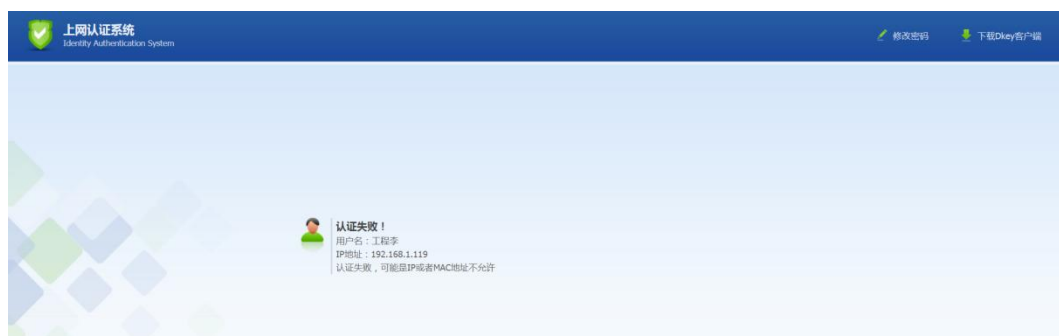 上网认证系统
Identity Authentication System
修改密码
下载Dkey客户端
认证失败！
用户名：工程李
IP地址：192.168.1.119
认证失败，可能是IP或者MAC地址不允许